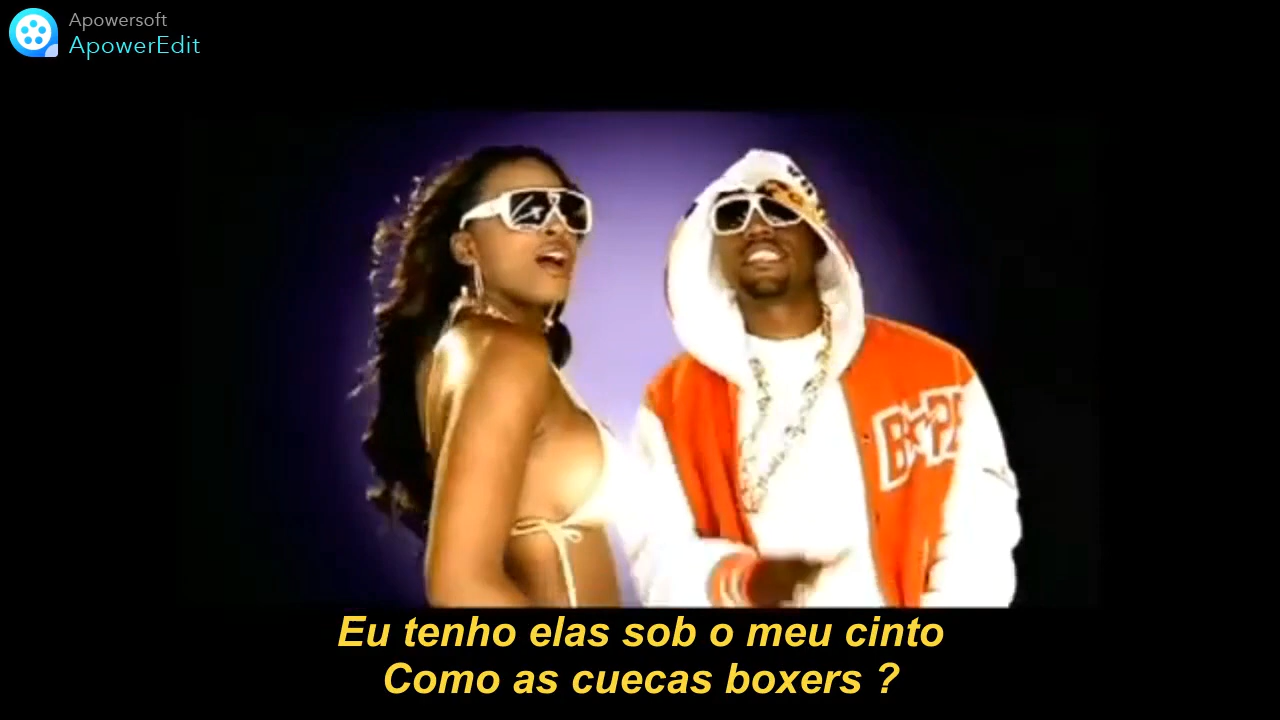 Apowersoft
ApowerEdit
Eu tenho elas sob o meu cinto
Como as cuecas boxers ?